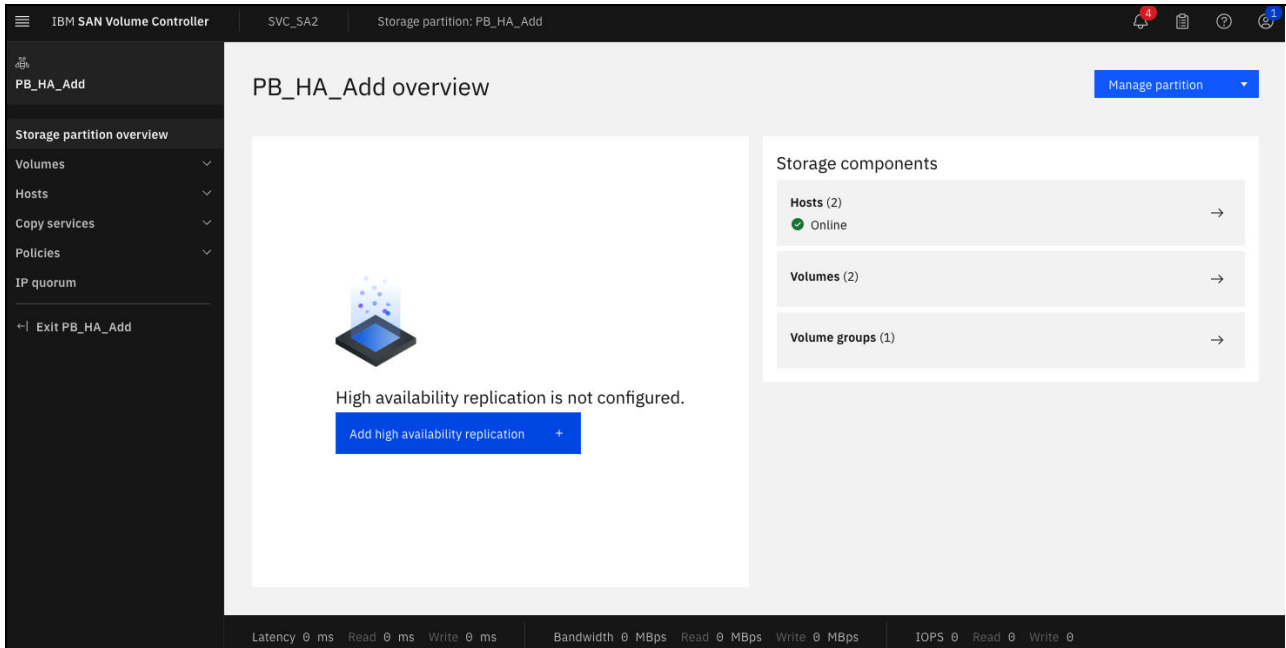 IBM SAN Volume Controller
SVC_SA2
Storage partition: PB_HA_Add
4
1
PB_HA_Add
Storage partition overview
Volumes
Hosts
Copy services
Policies
IP quorum
Exit PB_HA_Add
PB_HA_Add overview
Manage partition
High availability replication is not configured.
Add high availability replication +
Storage components
Hosts (2)
Online
Volumes (2)
Volume groups (1)
Latency 0 ms Read 0 ms Write 0 ms
Bandwidth 0 MBps Read 0 MBps Write 0 MBps
IOPS 0 Read 0 Write 0